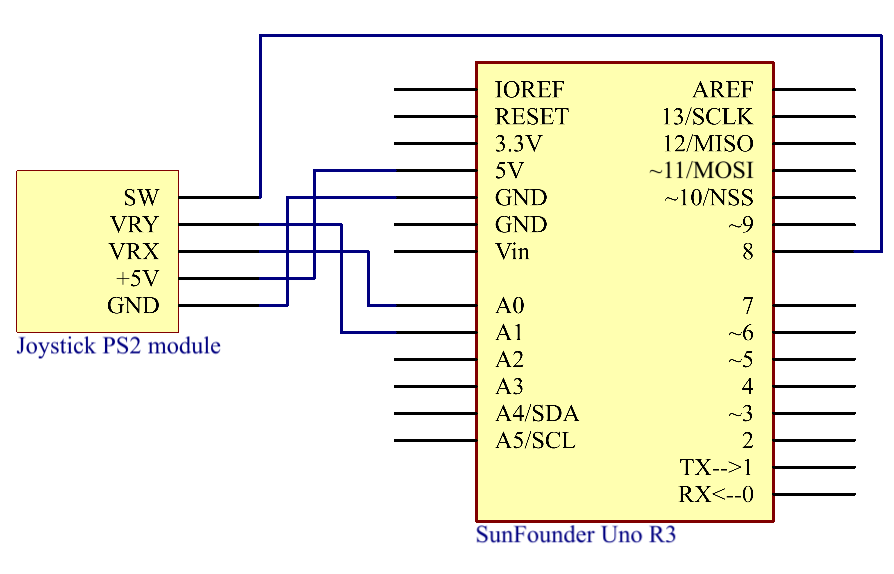 SW
VRY
VRX
+5V
GND
Joystick PS2 module
IOREF
RESET
3.3V
5V
GND
GND
Vin
A0
A1
A2
A3
A4/SDA
A5/SCL
AREF
13/SCLK
12/MISO
~11/MOSI
~10/NSS
~9
8
7
~6
~5
4
~3
2
TX-->1
RX<--0
SunFounder Uno R3